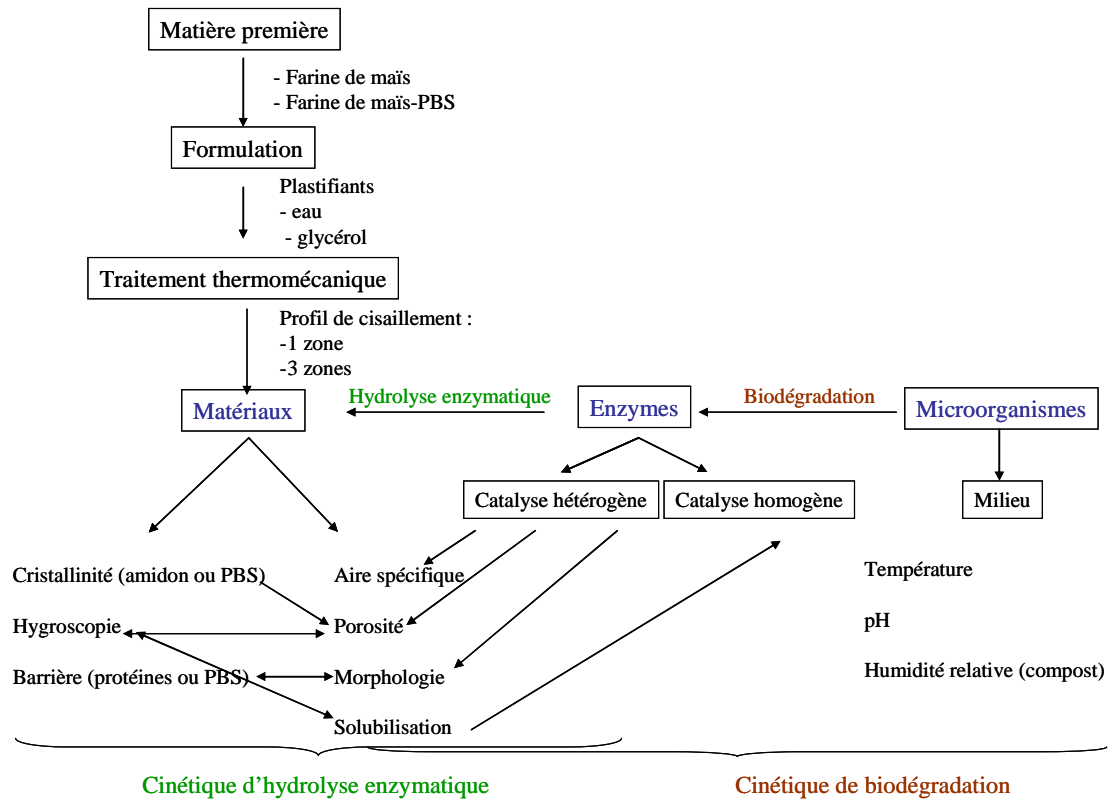 Matière première
- Farine de maïs
- Farine de maïs-PBS
Formulation
Plastifiants
- eau
- glycérol
Traitement thermomécanique
Profil de cisaillement :
-1 zone
-3 zones
Matériaux
Hydrolyse enzymatique
Enzymes
Biodégradation
Microorganismes
Catalyse hétérogène
Catalyse homogène
Milieu
Cristallinité (amidon ou PBS)
Aire spécifique
Température
Hygroscopie
Porosité
pH
Barrière (protéines ou PBS)
Morphologie
Humidité relative (compost)
Solubilisation
Cinétique d’hydrolyse enzymatique
Cinétique de biodégradation